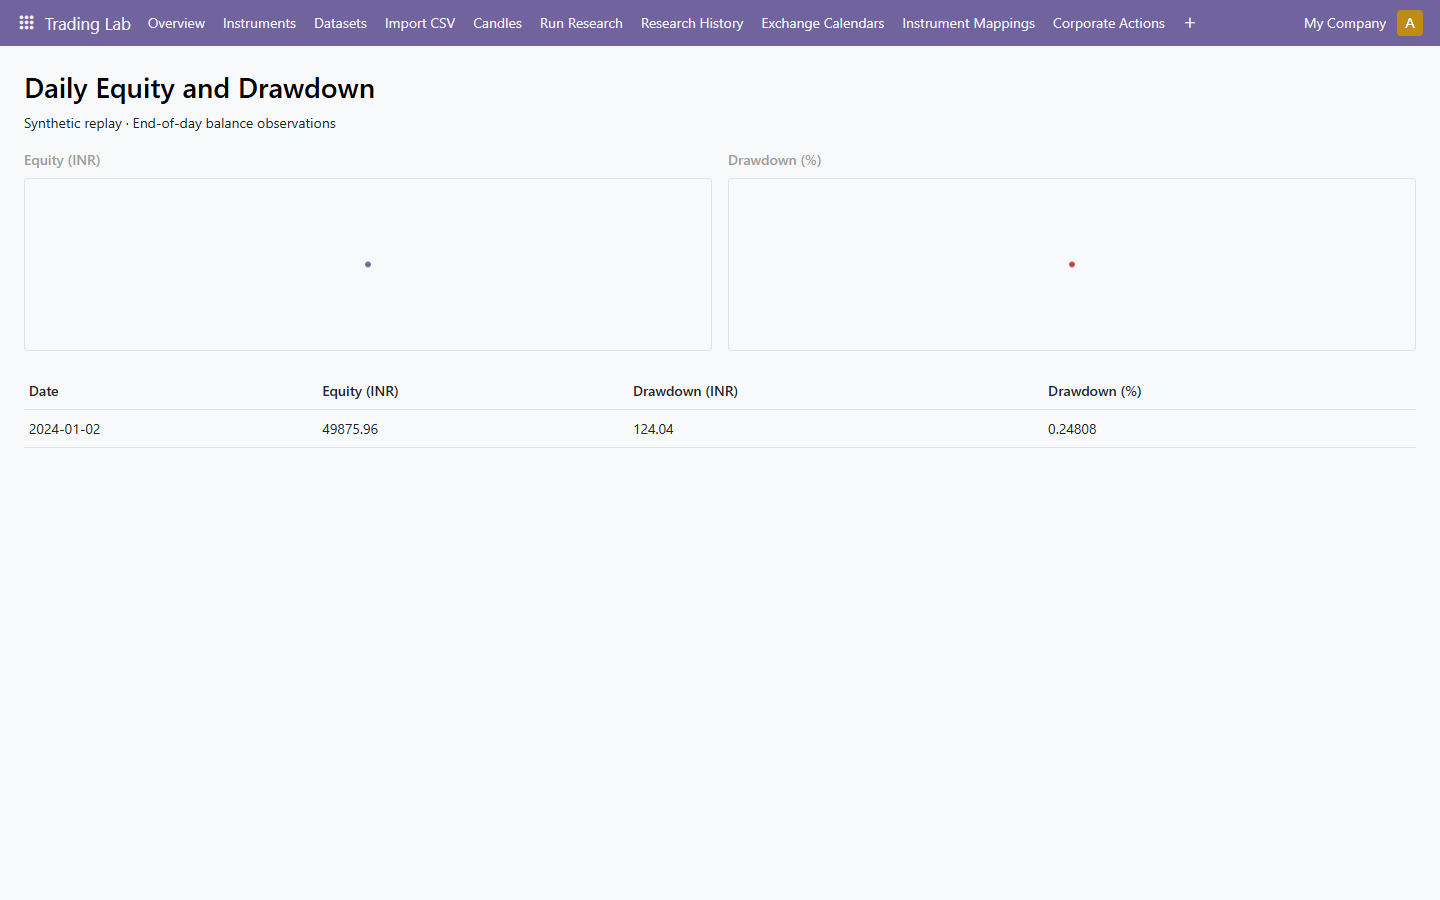 Trading Lab Overview Instruments Datasets Import CSV Candles Run Research Research History Exchange Calendars Instrument Mappings Corporate Actions + My Company A
Daily Equity and Drawdown
Synthetic replay · End-of-day balance observations
Equity (INR) Drawdown (%)
Date Equity (INR) Drawdown (INR) Drawdown (%)
2024-01-02 49875.96 124.04 0.24808